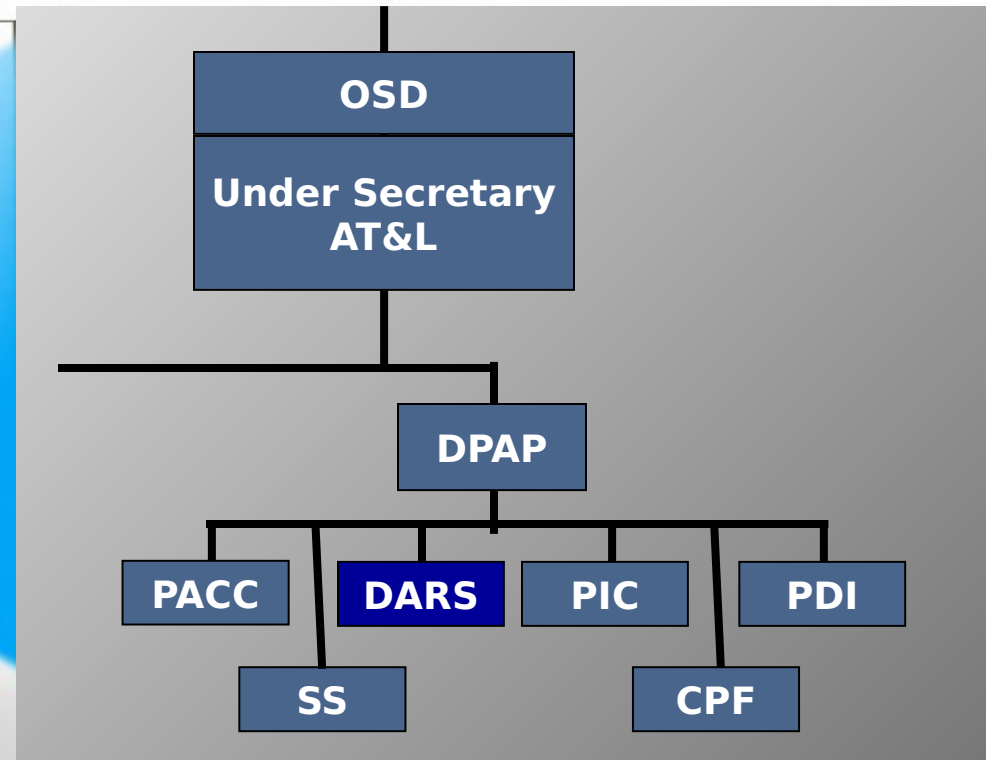 OSD
Under Secretary
AT&L
DPAP
PACC
DARS
PIC
PDI
SS
CPF